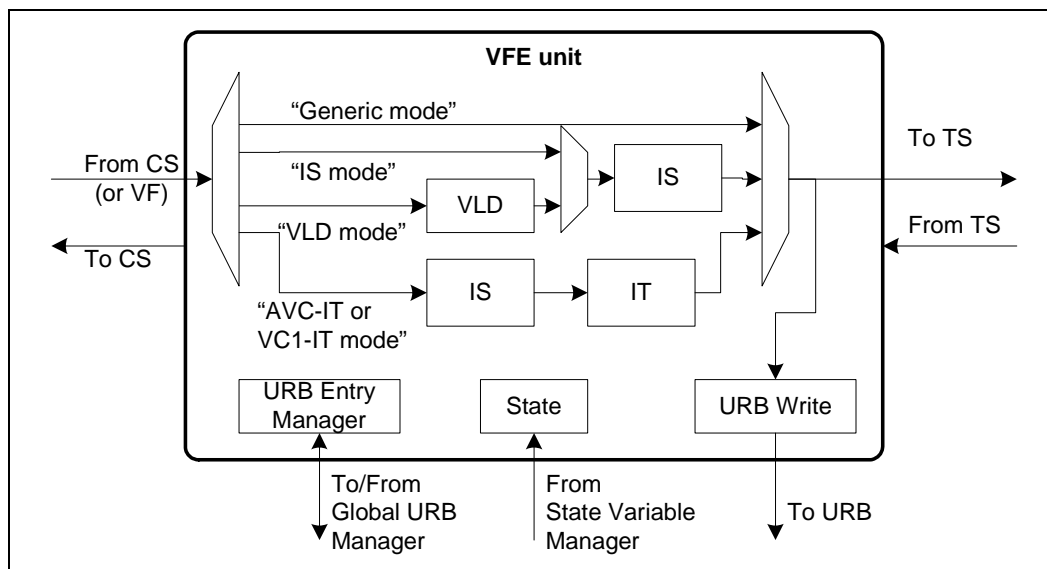 VFE unit
“Generic mode”
To TS
From CS
(or VF)
“IS mode”
IS
VLD
“VLD mode”
From TS
To CS
IS
IT
“AVC-IT or
VC1-IT mode”
URB Entry
Manager
State
URB Write
To/From
Global URB
Manager
From
State Variable
Manager
To URB